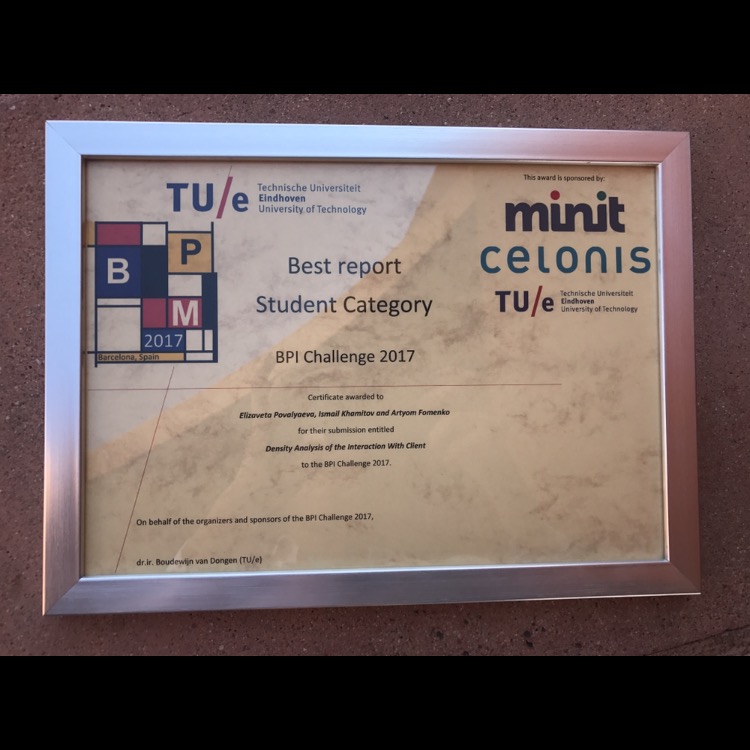 TU/e Technische Universiteit
Eindhoven
University of Technology
B P
M
2017
Barcelona, Spain
This award is sponsored by:
minit
celonis
TU/e Technische Universiteit
Eindhoven
University of Technology
Best report
Student Category
BPI Challenge 2017
Certificate awarded to
Elizaveta Povalyaeva, Ismail Khamitov and Artyom Fomenko
for their submission entitled
Density Analysis of the Interaction With Client
to the BPI Challenge 2017.
On behalf of the organizers and sponsors of the BPI Challenge 2017,
dr.ir. Boudewijn van Dongen (TU/e)